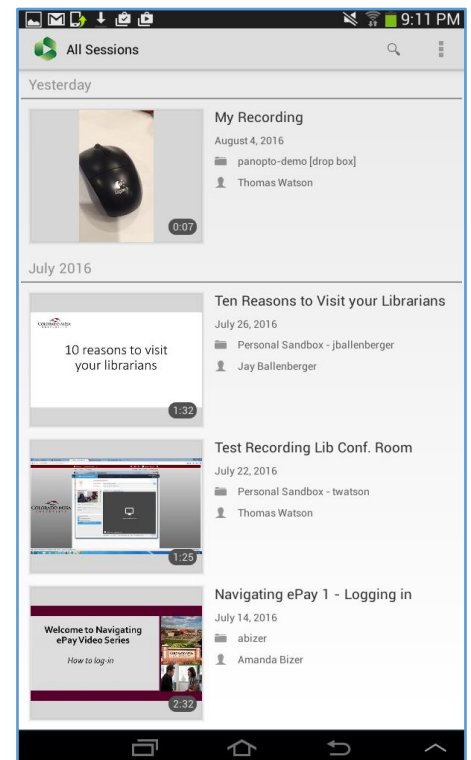 9:11 PM
All Sessions
Yesterday
My Recording
August 4, 2016
panopto-demo [drop box]
Thomas Watson
0:07
July 2016
Ten Reasons to Visit your Librarians
July 26, 2016
Personal Sandbox - jballenberger
Jay Ballenberger
COLORADO MESA
10 reasons to visit
your librarians
1:32
Test Recording Lib Conf. Room
July 22, 2016
Personal Sandbox - twatson
Thomas Watson
COLORADO MESA
1:25
Navigating ePay 1 - Logging in
July 14, 2016
abizer
Amanda Bizer
Welcome to Navigating
ePay Video Series
How to log-in
2:32